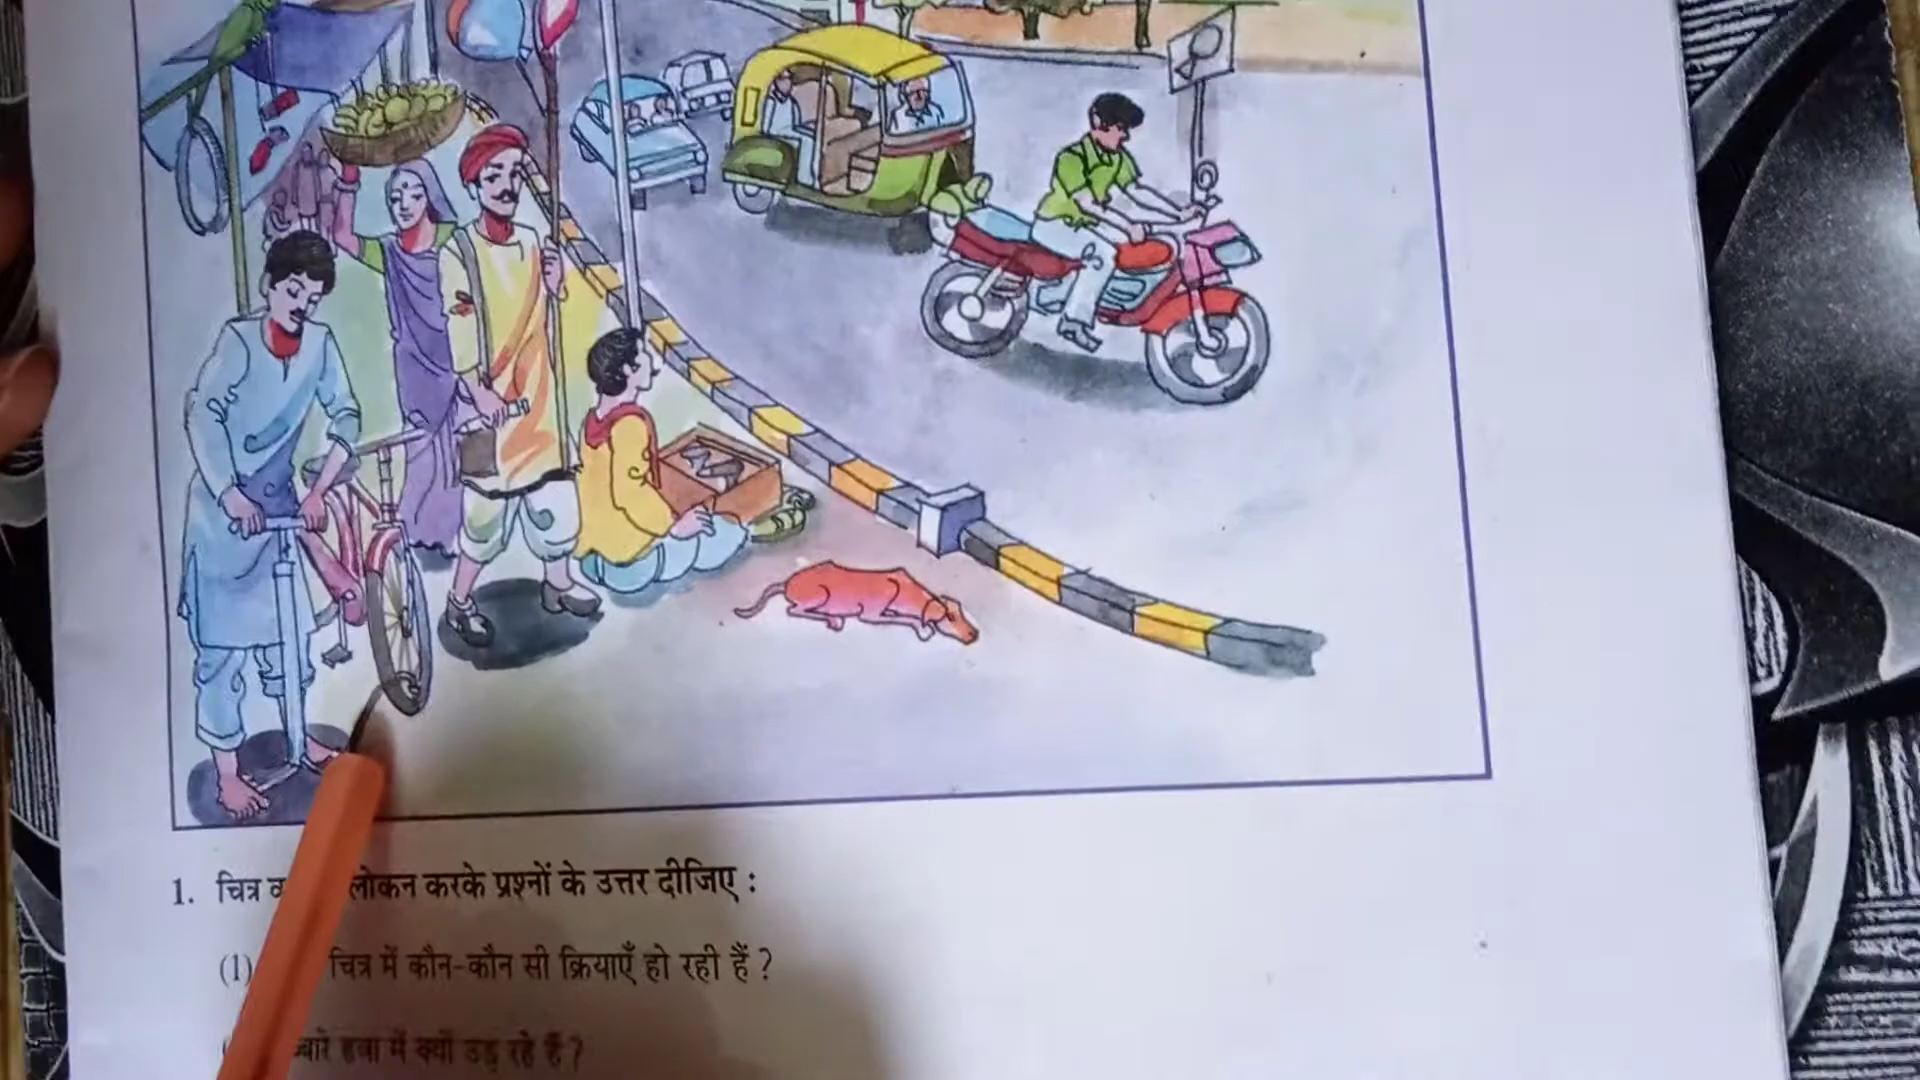 1. चित्र लोकन करके प्रश्नों के उत्तर दीजिए :
(1) चित्र में कौन-कौन सी क्रियाएँ हो रही हैं ?
ब्बारे हवा में क्यों उड़ रहे हैं ?